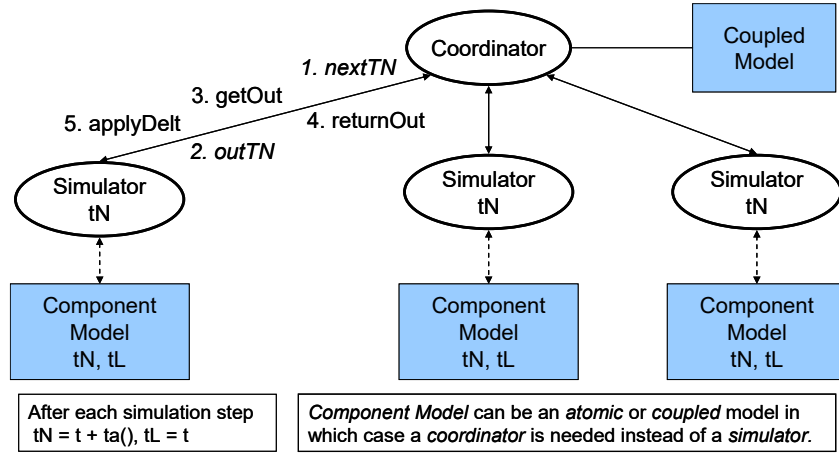 Coordinator
Coupled
Model
1. nextTN
3. getOut
5. applyDelt
4. returnOut
2. outTN
Simulator
tN
Simulator
tN
Simulator
tN
Component
Model
tN, tL
Component
Model
tN, tL
Component
Model
tN, tL
After each simulation step
tN = t + ta(), tL = t
Component Model can be an atomic or coupled model in
which case a coordinator is needed instead of a simulator.